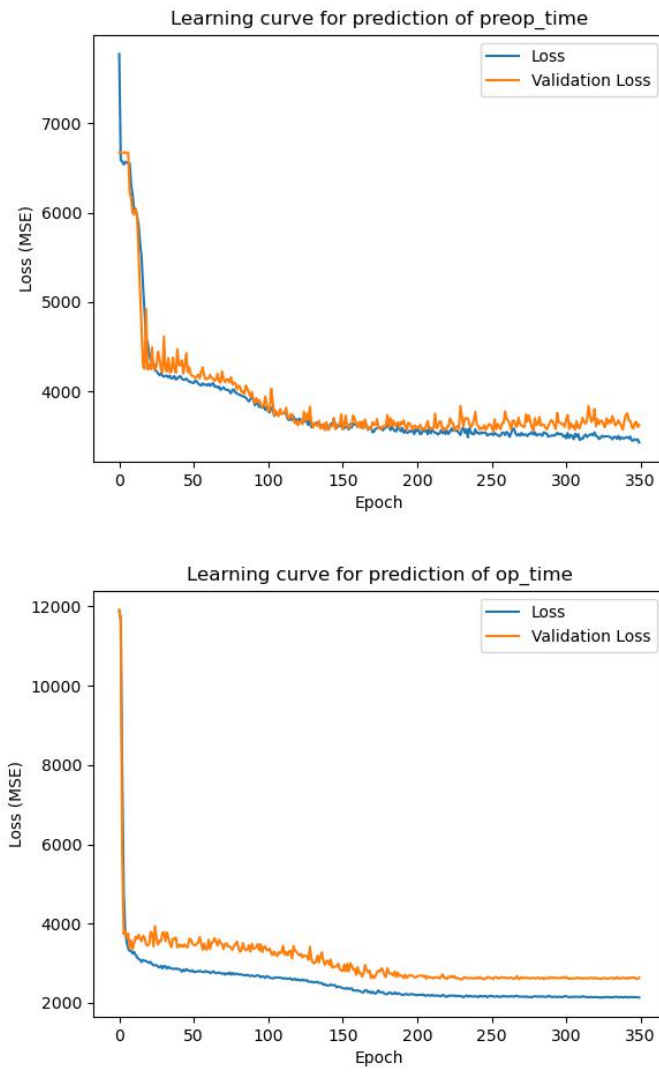 Learning curve for prediction of preop_time
Loss
Validation Loss
7000
6000
5000
4000
Loss (MSE)
0 50 100 150 200 250 300 350
Epoch
Learning curve for prediction of op_time
Loss
Validation Loss
12000
10000
8000
6000
4000
2000
Loss (MSE)
0 50 100 150 200 250 300 350
Epoch